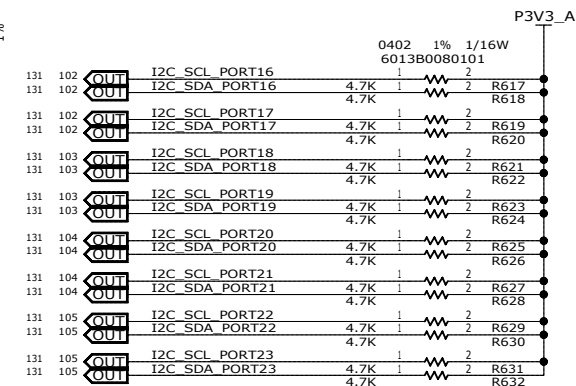 P3V3_A
1%
0402 1% 1/16W
6013B0080101
131 102 OUT I2C_SCL_PORT16 1 2
131 102 OUT I2C_SDA_PORT16 4.7K 1 2 R617
4.7K R618
131 102 OUT I2C_SCL_PORT17 1 2
131 102 OUT I2C_SDA_PORT17 4.7K 1 2 R619
4.7K R620
131 103 OUT I2C_SCL_PORT18 1 2
131 103 OUT I2C_SDA_PORT18 4.7K 1 2 R621
4.7K R622
131 103 OUT I2C_SCL_PORT19 1 2
131 103 OUT I2C_SDA_PORT19 4.7K 1 2 R623
4.7K R624
131 104 OUT I2C_SCL_PORT20 1 2
131 104 OUT I2C_SDA_PORT20 4.7K 1 2 R625
4.7K R626
131 104 OUT I2C_SCL_PORT21 1 2
131 104 OUT I2C_SDA_PORT21 4.7K 1 2 R627
4.7K R628
131 105 OUT I2C_SCL_PORT22 1 2
131 105 OUT I2C_SDA_PORT22 4.7K 1 2 R629
4.7K R630
131 105 OUT I2C_SCL_PORT23 1 2
131 105 OUT I2C_SDA_PORT23 4.7K 1 2 R631
4.7K R632